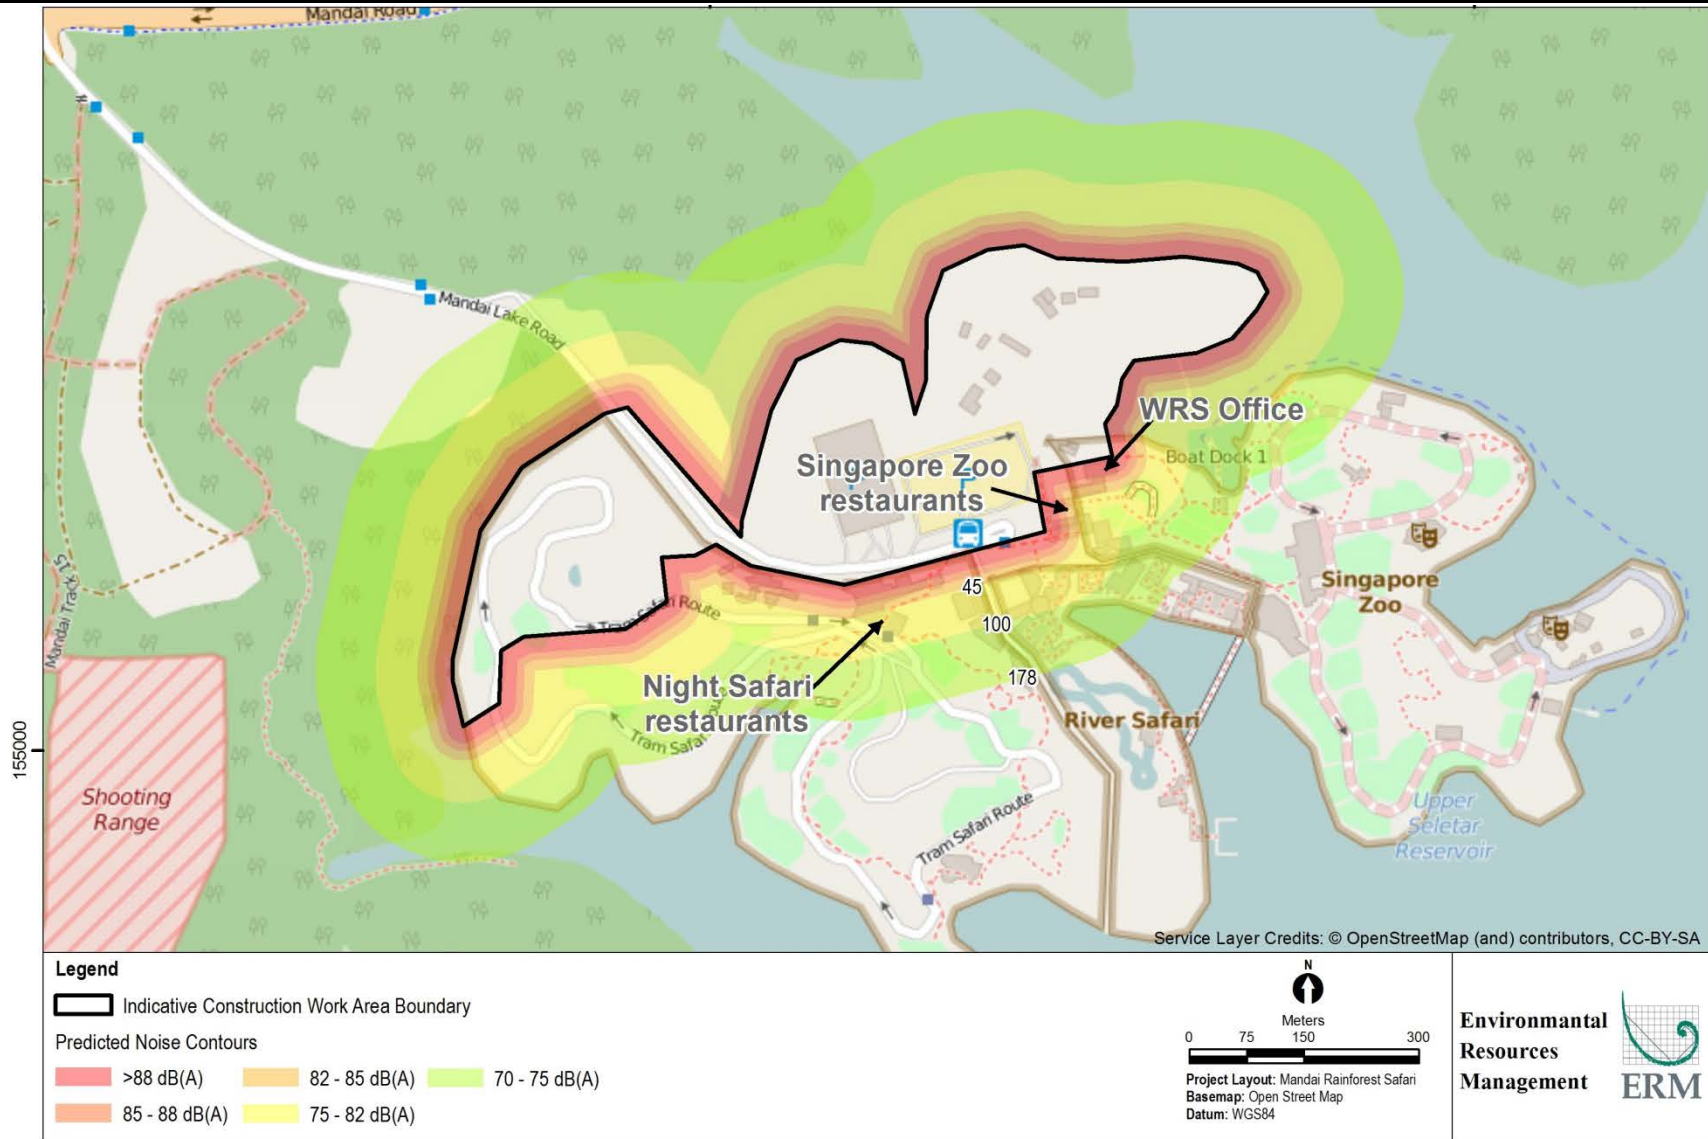 Mandai Road
Mandai Lake Road
WRS Office
Singapore Zoo
restaurants
Boat Dock 1
P
45
100
178
Tram Safari Route
Night Safari
restaurants
Tram Safari
River Safari
Singapore
Zoo
Mandai Track 15
155000
Shooting
Range
Tram Safari Route
Upper
Seletar
Reservoir
Service Layer Credits: © OpenStreetMap (and) contributors, CC-BY-SA
Legend
Indicative Construction Work Area Boundary
Predicted Noise Contours
>88 dB(A)
82 - 85 dB(A)
70 - 75 dB(A)
85 - 88 dB(A)
75 - 82 dB(A)
N
Meters
0 75 150 300
Project Layout: Mandai Rainforest Safari
Basemap: Open Street Map
Datum: WGS84
Environmantal
Resources
Management
ERM